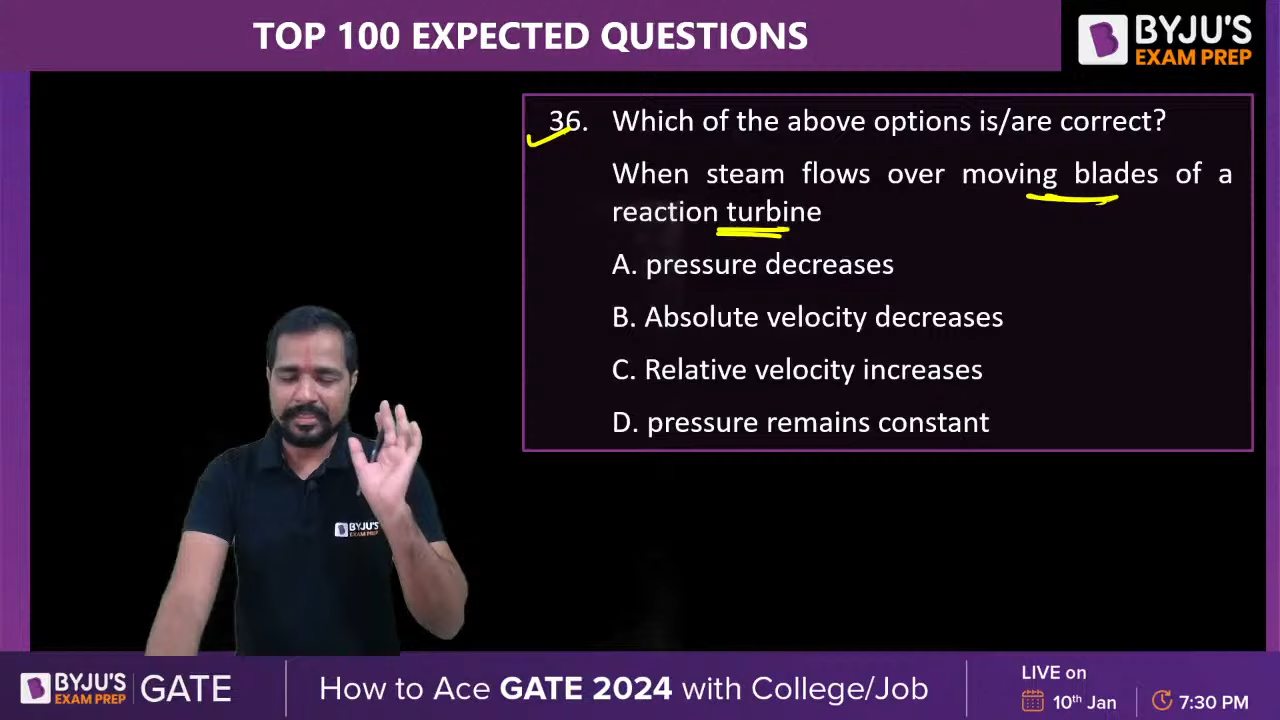 TOP 100 EXPECTED QUESTIONS
BYJU'S
EXAM PREP
36. Which of the above options is/are correct?
When steam flows over moving blades of a
reaction turbine
A. pressure decreases
B. Absolute velocity decreases
C. Relative velocity increases
D. pressure remains constant
BYJU'S
EXAM PREP
BYJU'S
EXAM PREP
GATE
How to Ace GATE 2024 with College/Job
LIVE on
10th Jan
7:30 PM